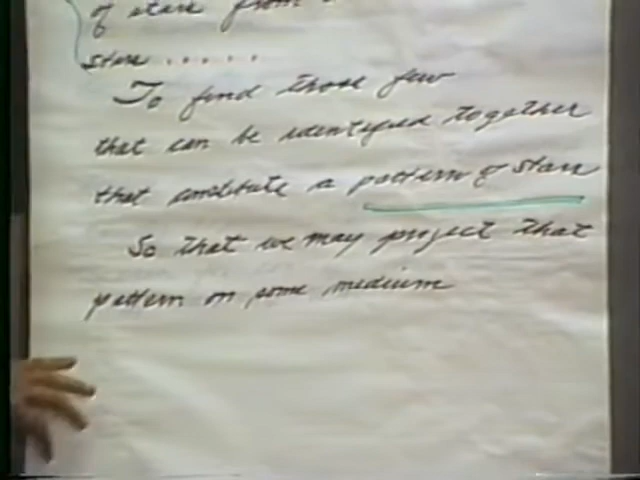 of stars from
stars .....
To find those few
that can be identified together
that constitute a pattern of stars
So that we may project that
pattern on some medium